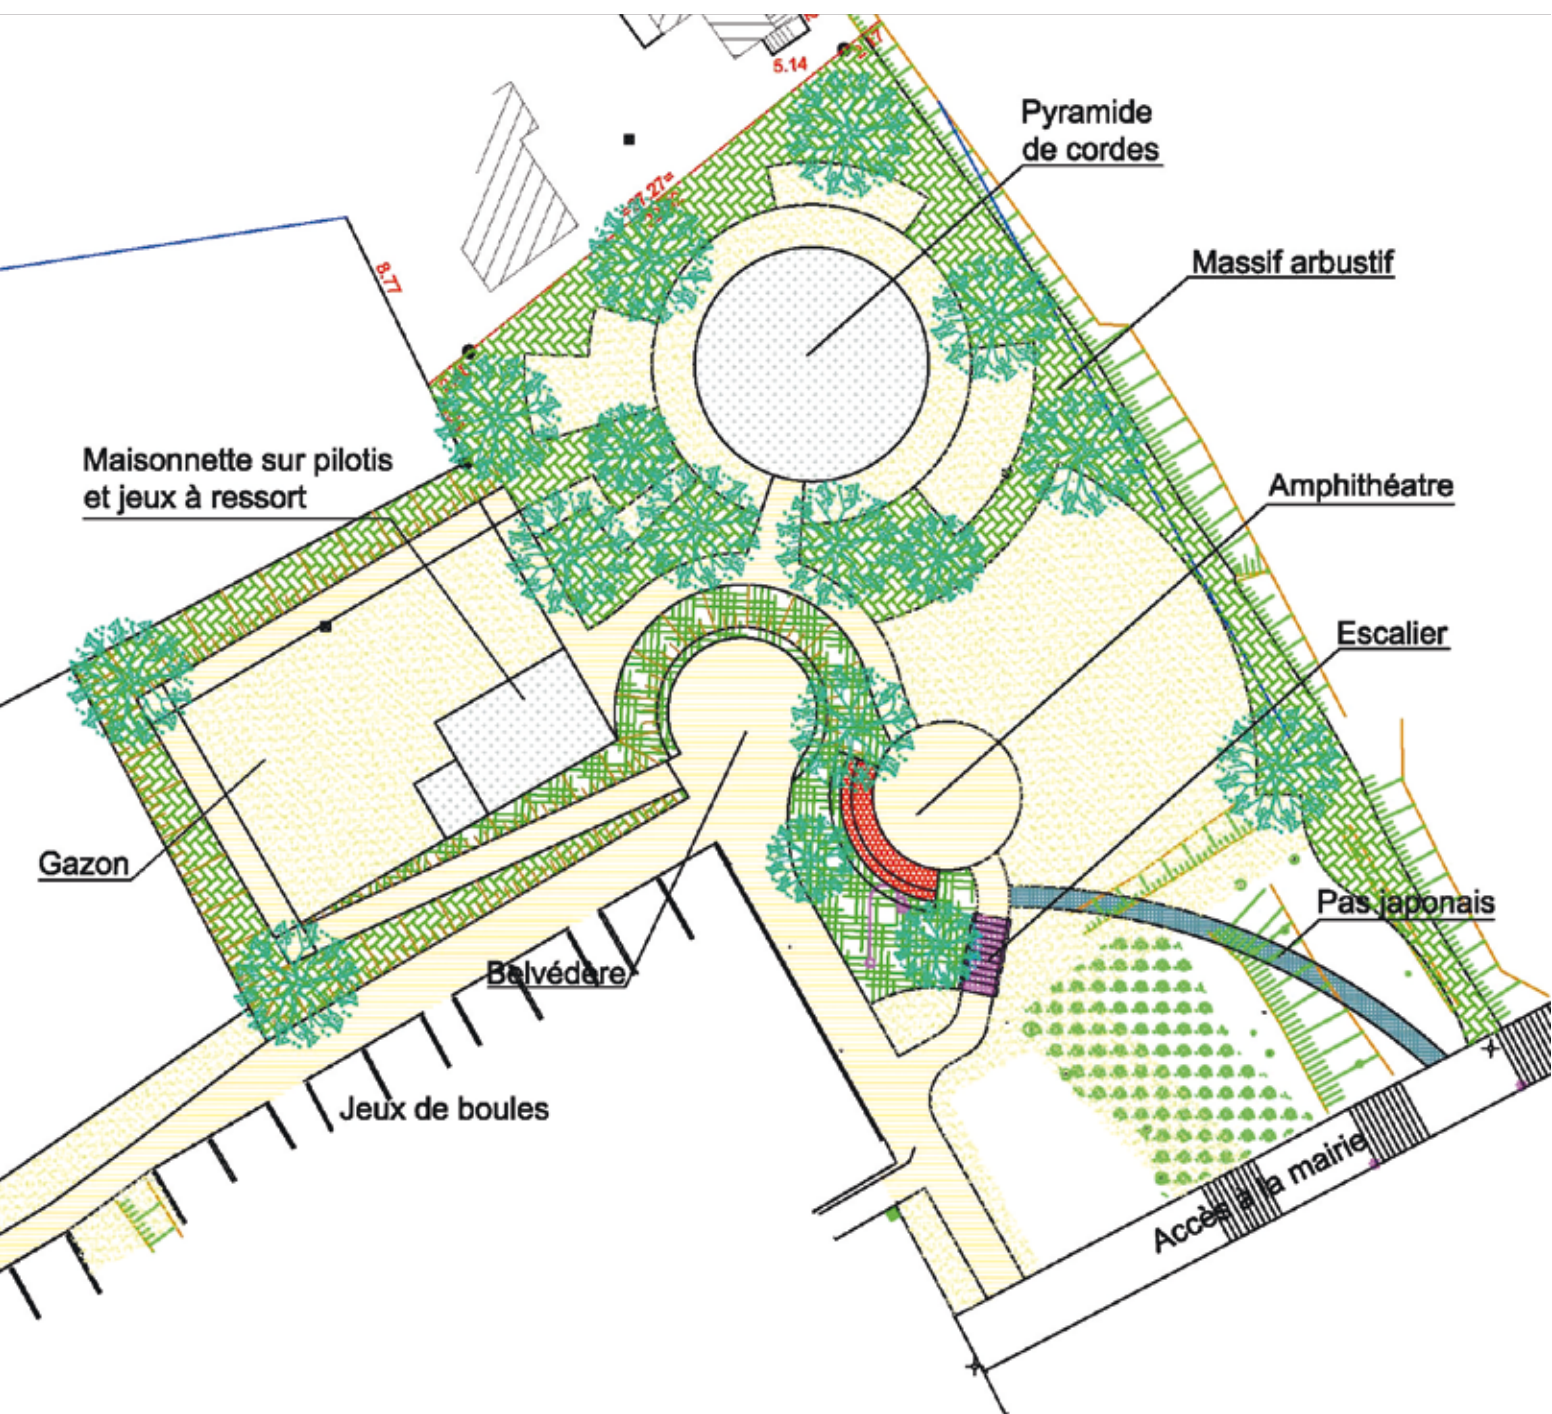 5.14
Pyramide
de cordes
8.77
Massif arbustif
Maisonnette sur pilotis
et jeux à ressort
Amphithéatre
Escalier
Gazon
Pas japonais
Belvédère
Jeux de boules
Accès à la mairie